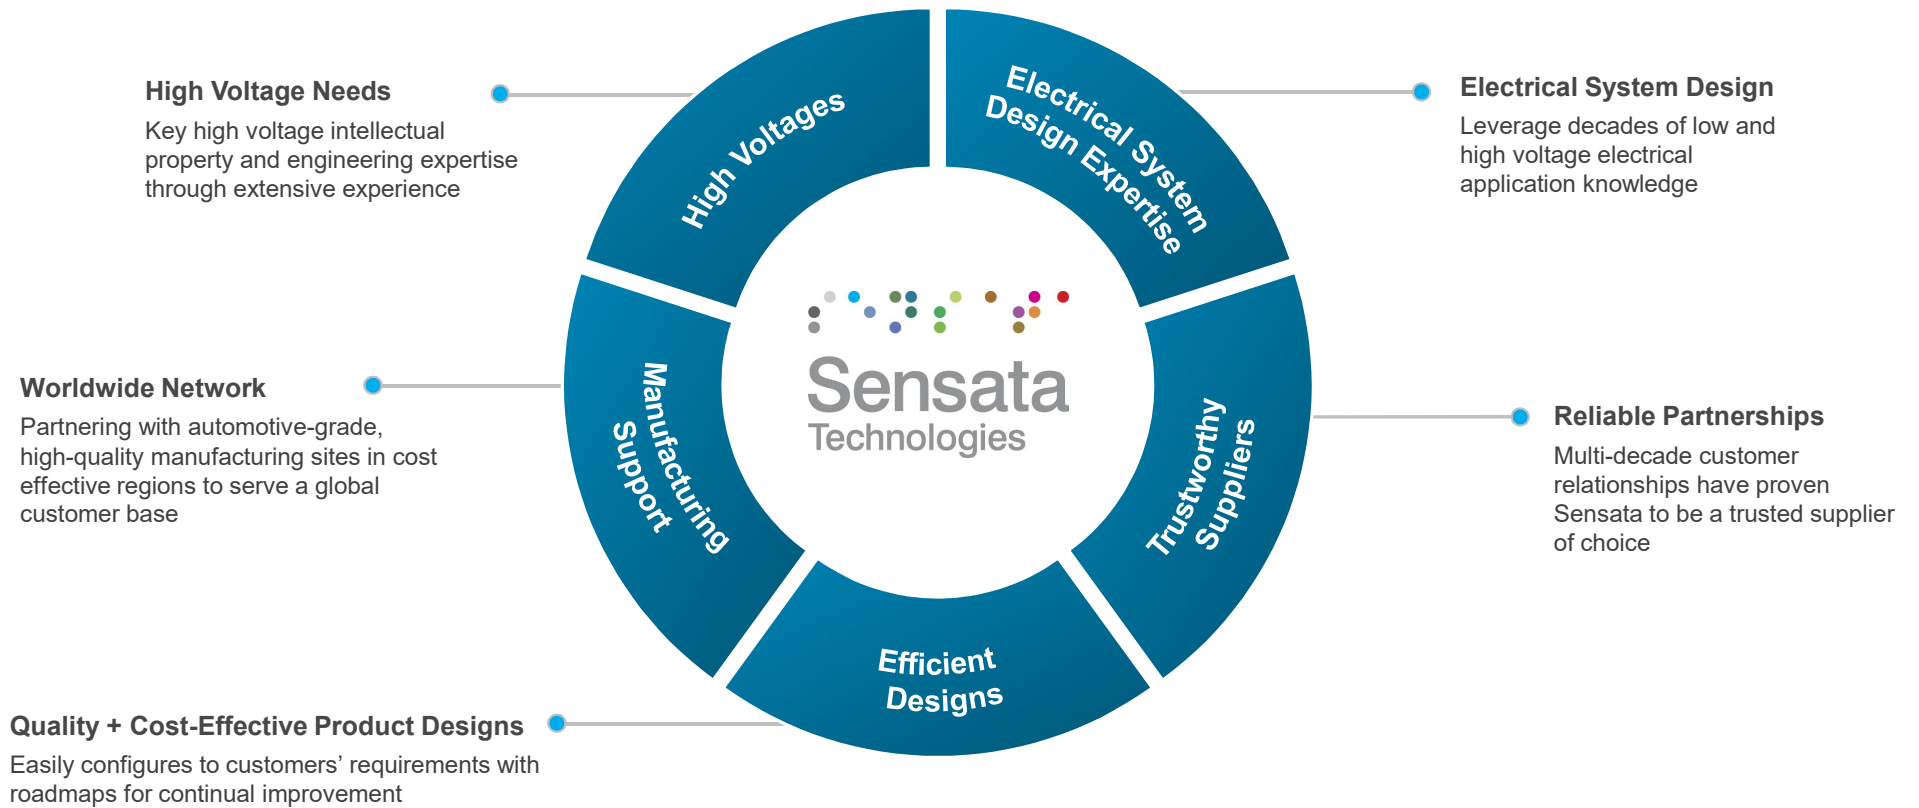 High Voltage Needs
Key high voltage intellectual
property and engineering expertise
through extensive experience
High Voltages
Electrical System
Design Expertise
Electrical System Design
Leverage decades of low and
high voltage electrical
application knowledge
Sensata
Technologies
Worldwide Network
Partnering with automotive-grade,
high-quality manufacturing sites in cost
effective regions to serve a global
customer base
Manufacturing
Support
Trustworthy
Suppliers
Reliable Partnerships
Multi-decade customer
relationships have proven
Sensata to be a trusted supplier
of choice
Efficient
Designs
Quality + Cost-Effective Product Designs
Easily configures to customers’ requirements with
roadmaps for continual improvement